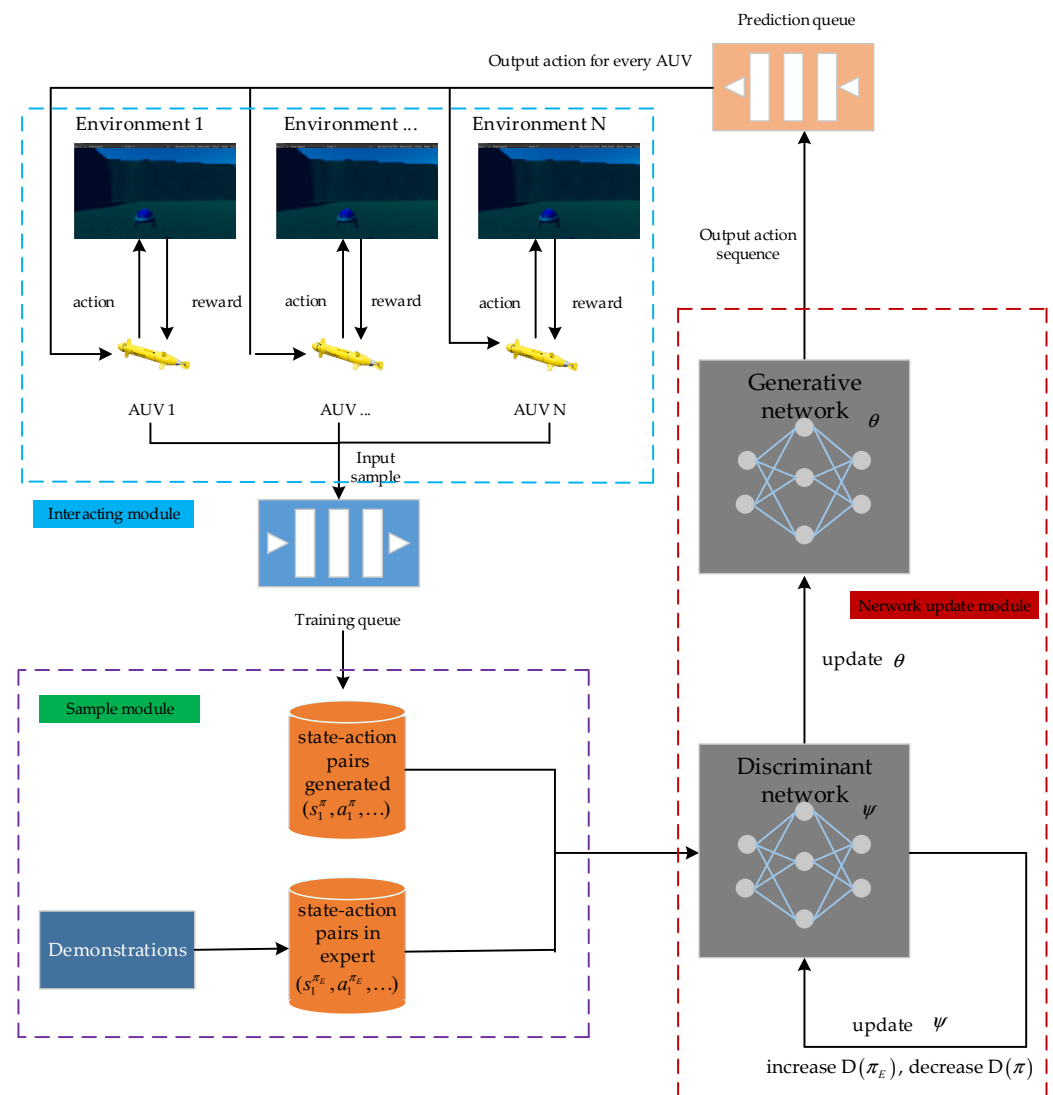 Prediction queue
Output action for every AUV
Environment 1
Environment ...
Environment N
Output action
sequence
action
reward
action
reward
action
reward
AUV 1
AUV ...
AUV N
Input
sample
Interacting module
Generative
network θ
Nerwork update module
Training queue
update θ
Sample module
state-action
pairs
generated
(s₁^π, a₁^π, …)
Discriminant
network ψ
Demonstrations
state-action
pairs in
expert
(s₁^{π_E}, a₁^{π_E}, …)
update ψ
increase D(π_E), decrease D(π)